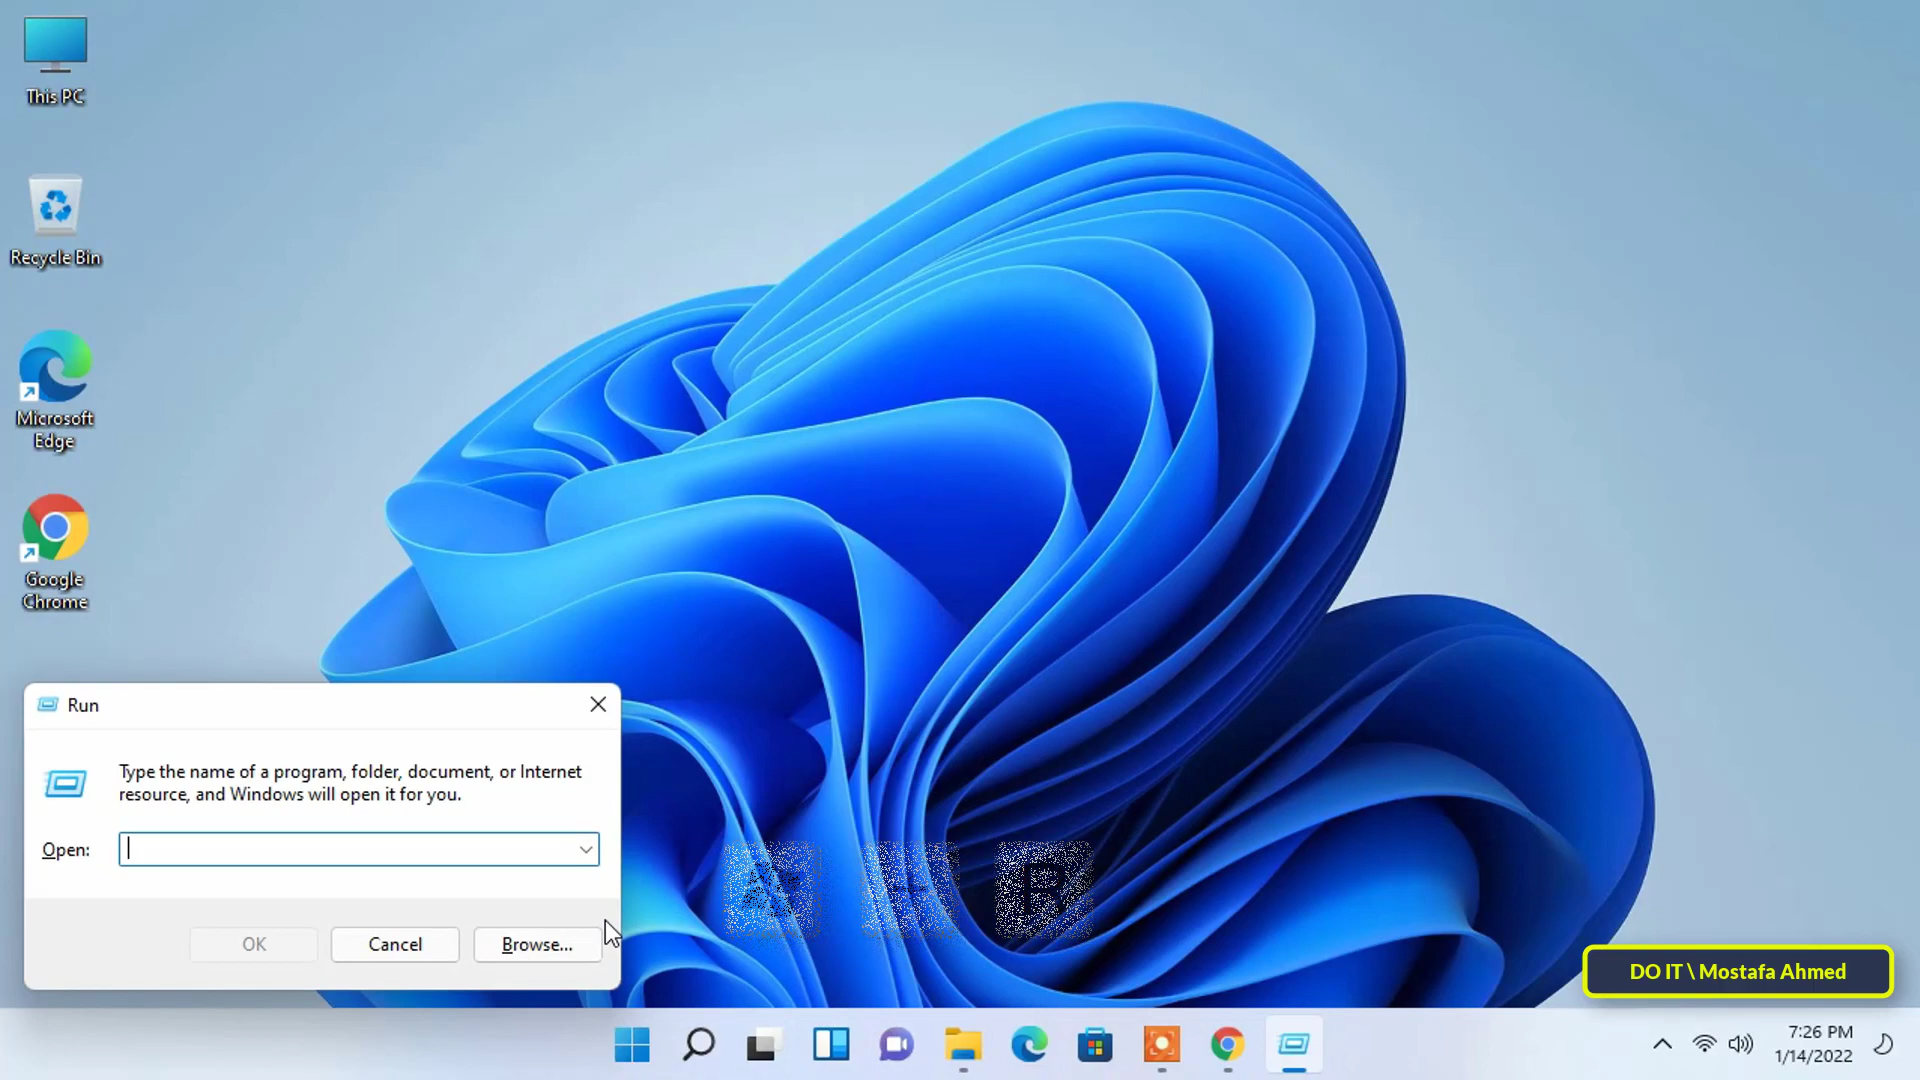 This PC
Recycle Bin
Microsoft
Edge
Google
Chrome
Run
Type the name of a program, folder, document, or Internet
resource, and Windows will open it for you.
Open:
OK
Cancel
Browse...
R
DO IT \ Mostafa Ahmed
7:26 PM
1/14/2022